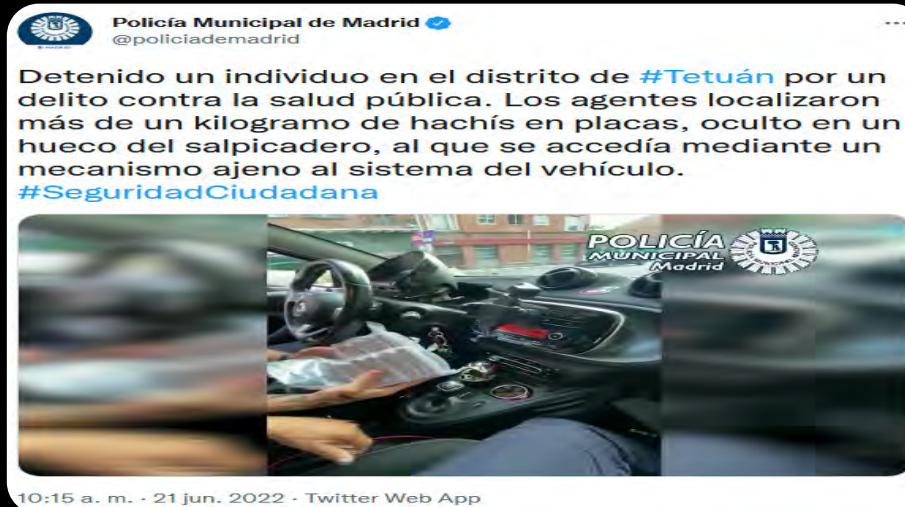 Policía Municipal de Madrid
@policiademadrid
Detenido un individuo en el distrito de #Tetuán por un
delito contra la salud pública. Los agentes localizaron
más de un kilogramo de hachís en placas, oculto en un
hueco del salpicadero, al que se accedía mediante un
mecanismo ajeno al sistema del vehículo.
#SeguridadCiudadana
POLICÍA
MUNICIPAL
Madrid
10:15 a. m. · 21 jun. 2022 · Twitter Web App